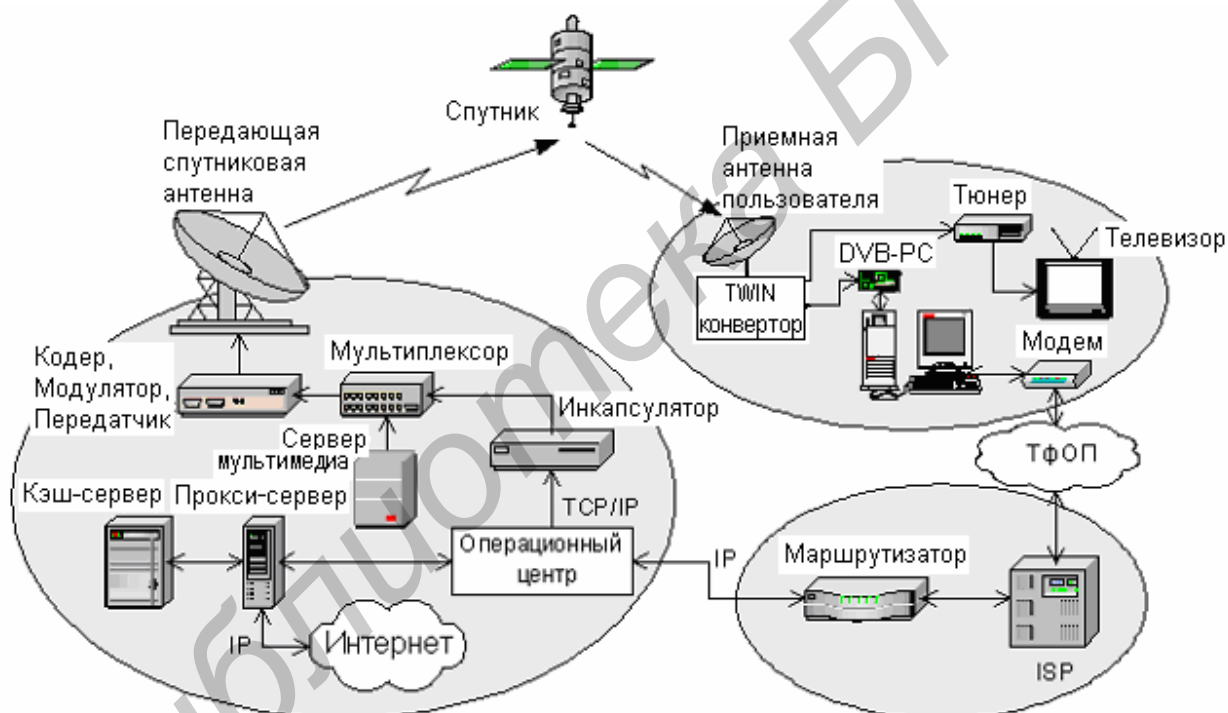 Спутник
Передающая
спутниковая
антенна
Приемная
антенна
пользователя
Тюнер
Телевизор
DVB-PC
TWIN
конвертор
Модем
Кодер,
Модулятор,
Передатчик
Мультиплексор
Инкапсулятор
Сервер
мультимедиа
ТфОП
Кэш-сервер
Прокси-сервер
TCP/IP
Операционный
центр
IP
Маршрутизатор
IP
Интернет
ISP